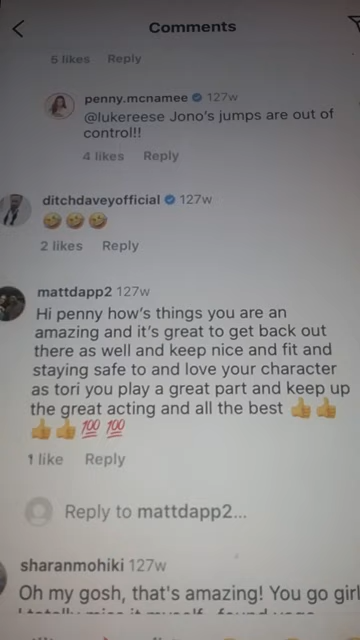 Comments
5 likes Reply
penny.mcnamee 127w
@lukereese Jono's jumps are out of
control!!
4 likes Reply
ditchdaveyofficial 127w
🤣🤣🤣
2 likes Reply
mattdapp2 127w
Hi penny how's things you are an
amazing and it's great to get back out
there as well and keep nice and fit and
staying safe to and love your character
as tori you play a great part and keep up
the great acting and all the best 👍👍
👍👍💯💯
1 like Reply
Reply to mattdapp2...
sharanmohiki 127w
Oh my gosh, that's amazing! You go girl
I totally miss it myself